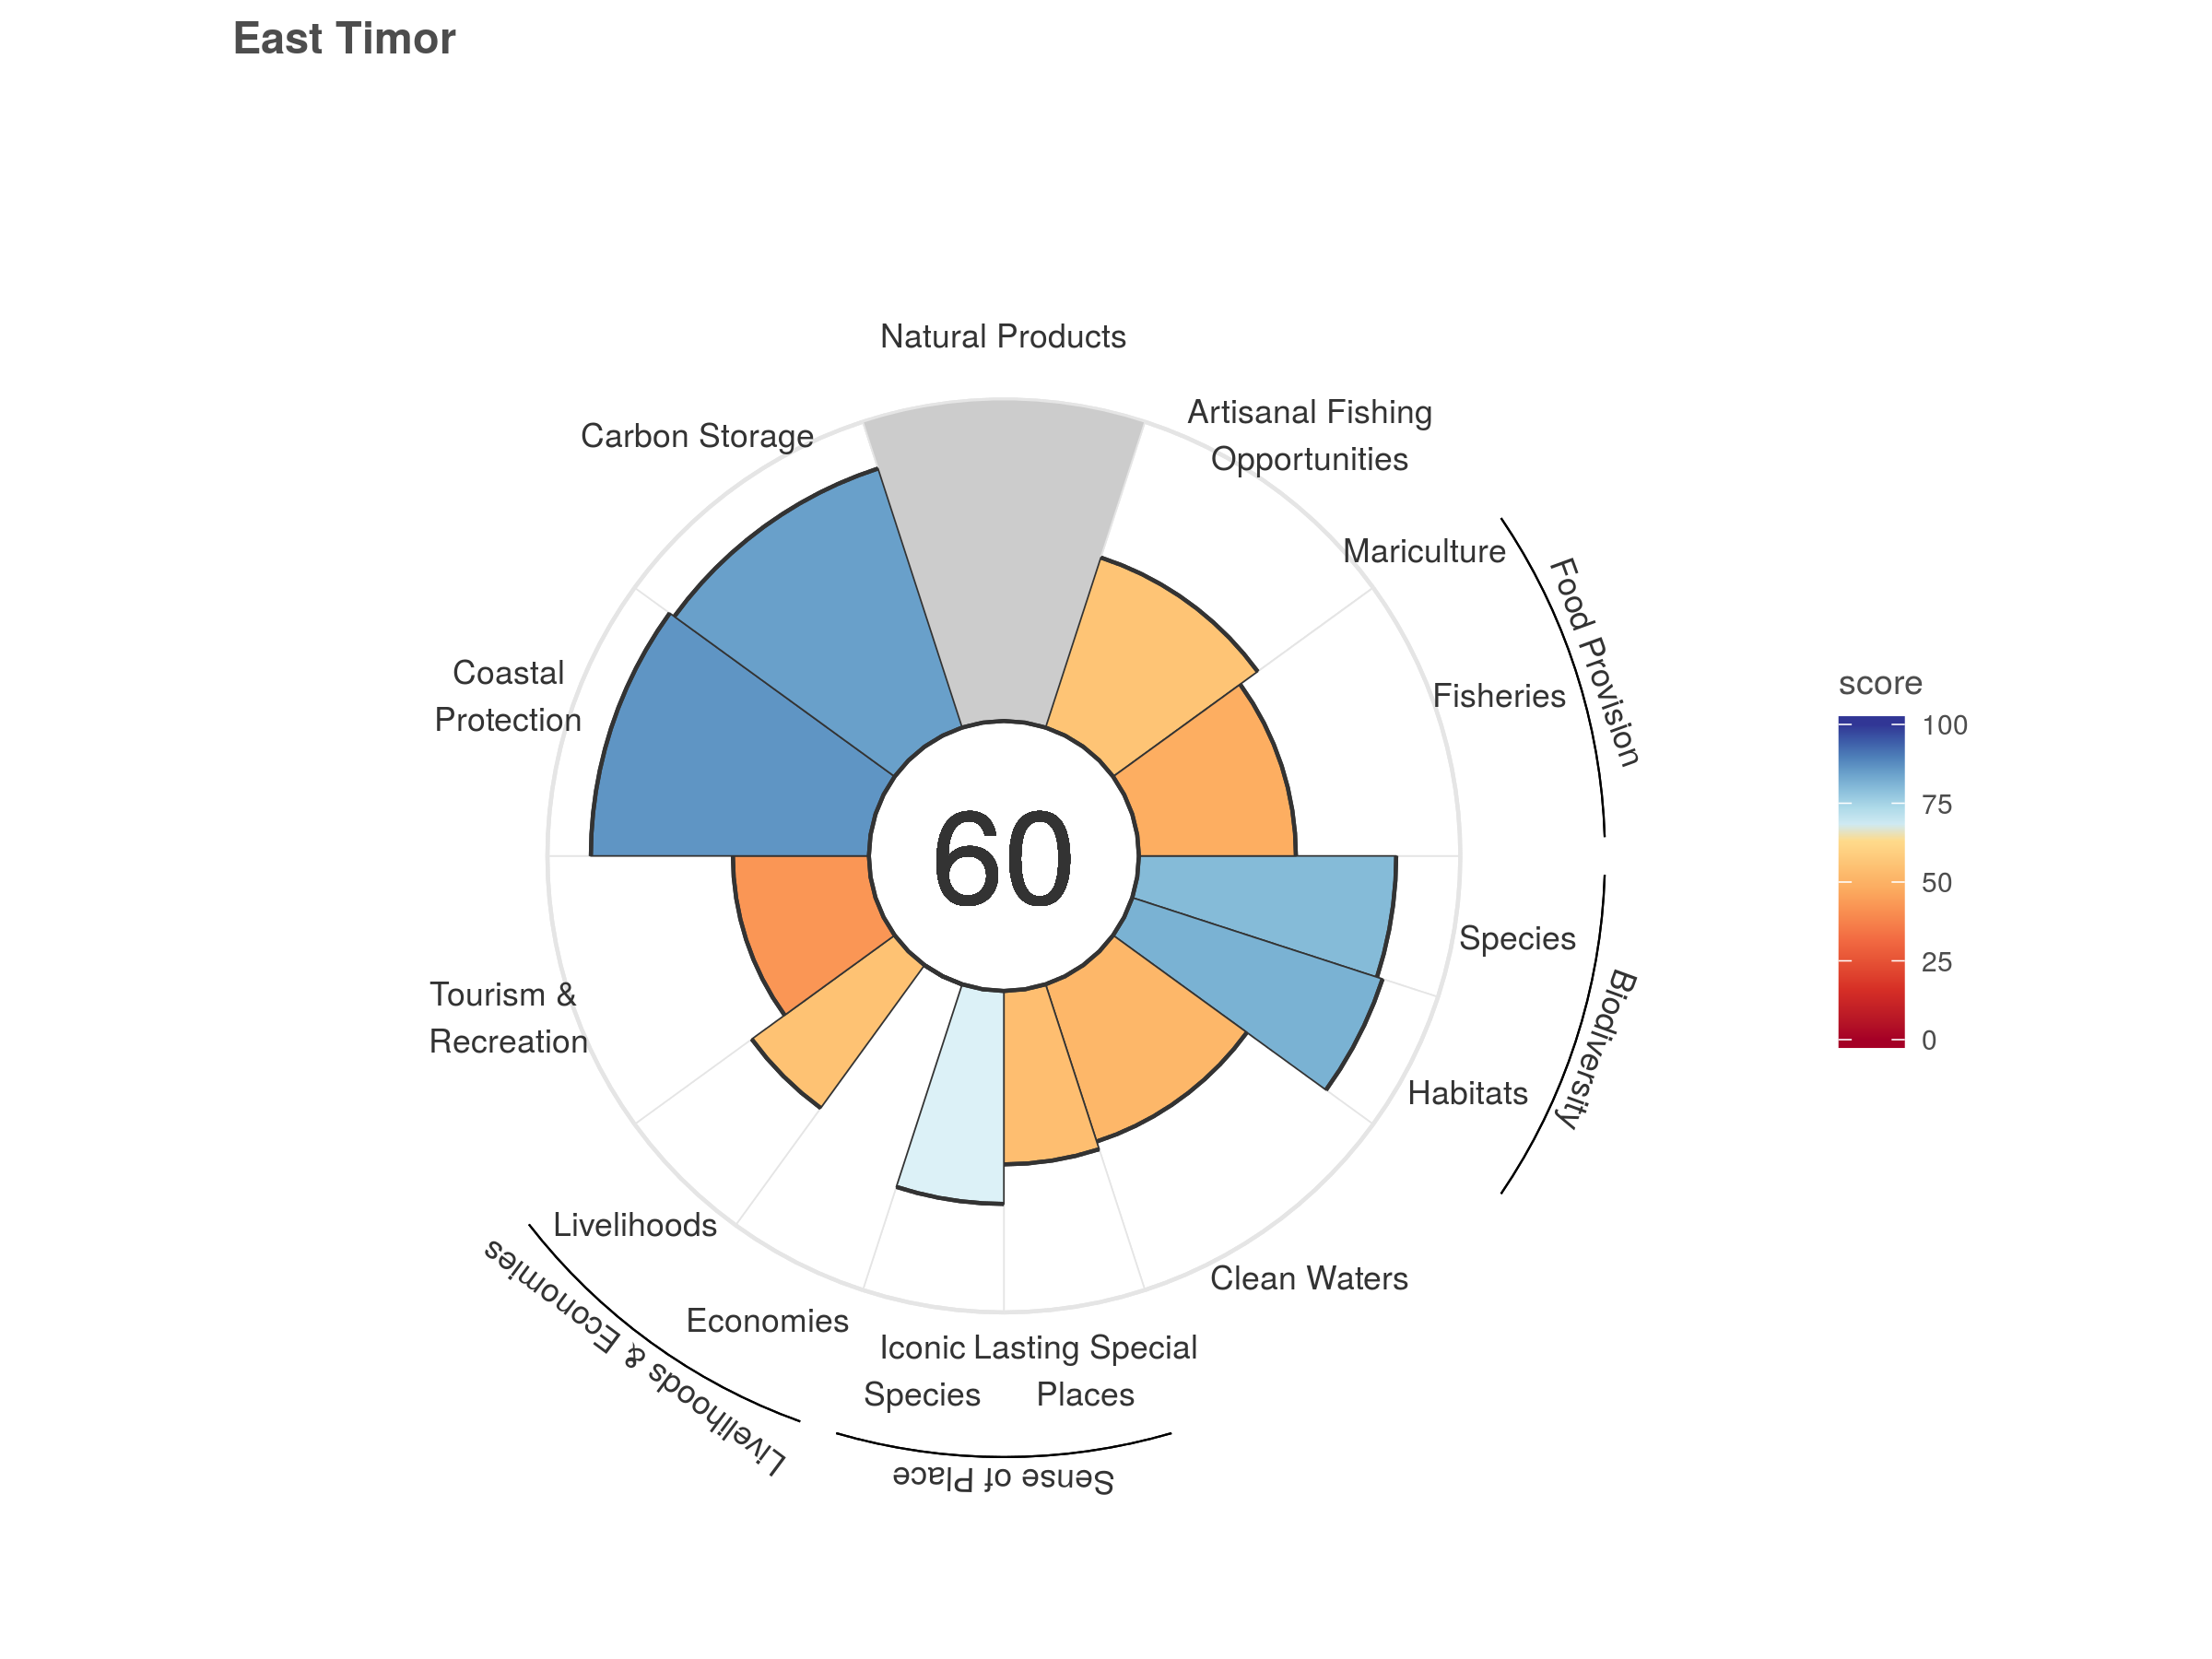 East Timor
Natural Products
Artisanal Fishing
Opportunities
Carbon Storage
Mariculture
Food Provision
Fisheries
Coastal
Protection
score
100
75
50
25
0
60
Species
Biodiversity
Tourism &
Recreation
Habitats
Livelihoods
Clean Waters
Livelihoods & Economies
Economies
Iconic
Species
Lasting Special
Places
Sense of Place